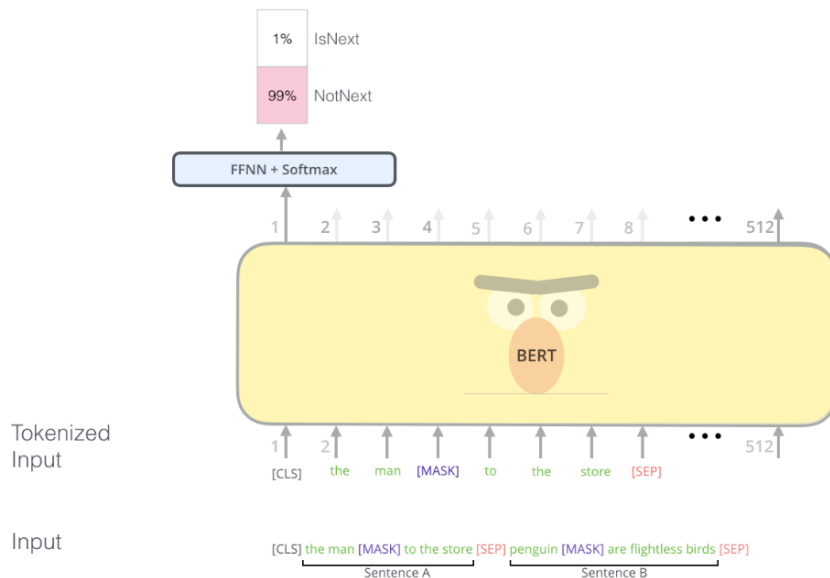 1% IsNext
99% NotNext
FFNN + Softmax
1 2 3 4 5 6 7 8 ••• 512
BERT
Tokenized
Input
1 2 ••• 512
[CLS] the man [MASK] to the store [SEP]
Input
[CLS] the man [MASK] to the store [SEP] penguin [MASK] are flightless birds [SEP]
Sentence A Sentence B